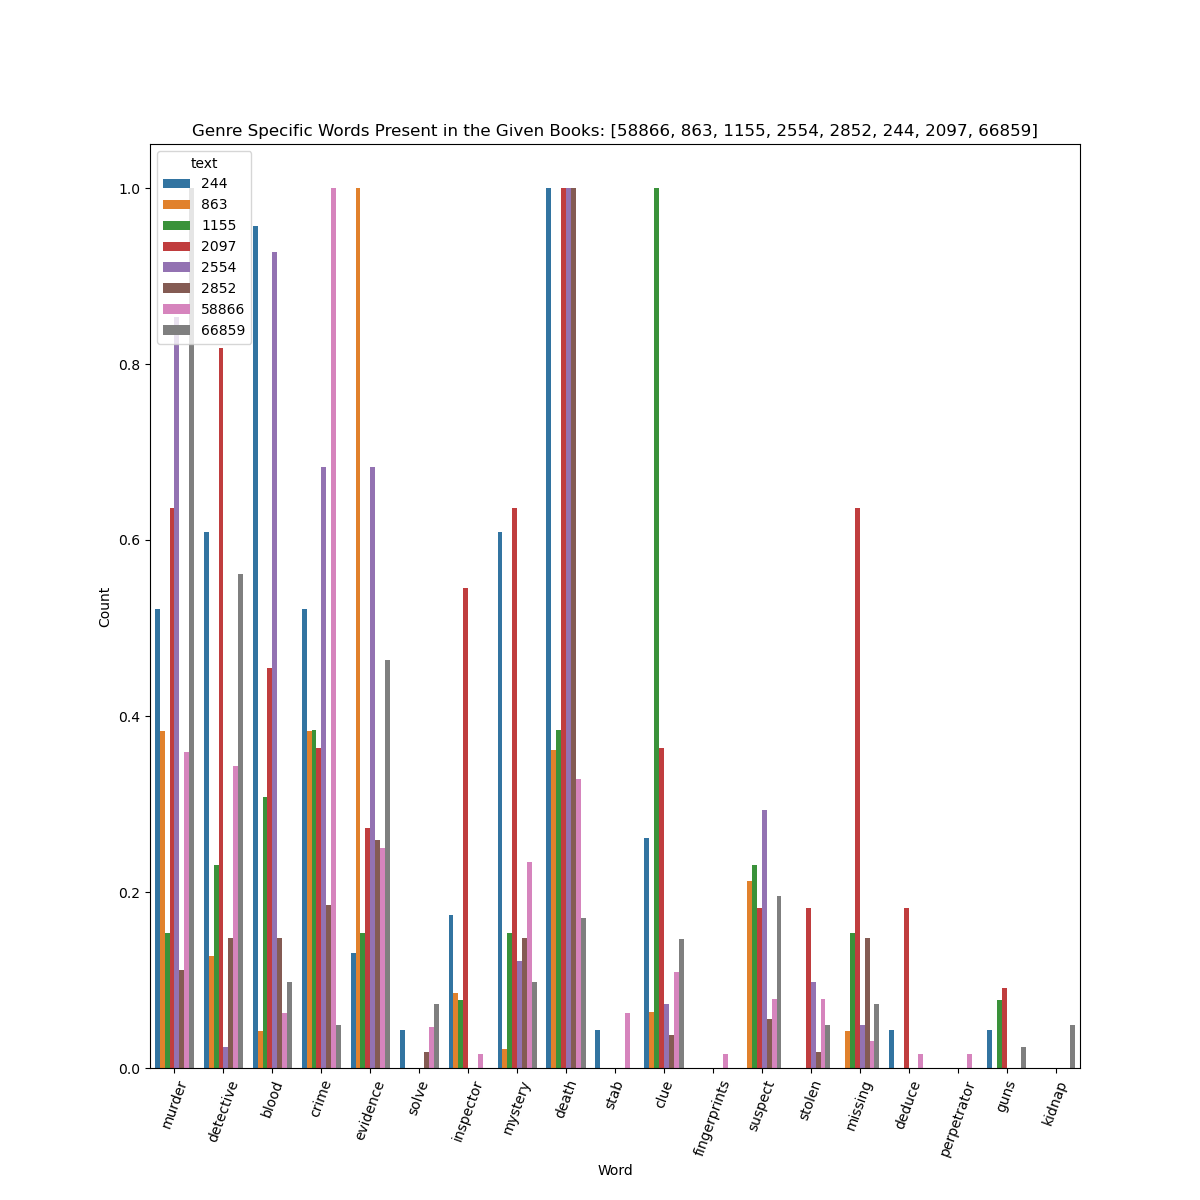 Genre Specific Words Present in the Given Books: [58866, 863, 1155, 2554, 2852, 244, 2097, 66859]
text
244
863
1155
2097
2554
2852
58866
66859
1.0
0.8
0.6
0.4
0.2
0.0
Count
murder
detective
blood
crime
evidence
solve
inspector
mystery
death
stab
clue
fingerprints
suspect
stolen
missing
deduce
perpetrator
guns
kidnap
Word